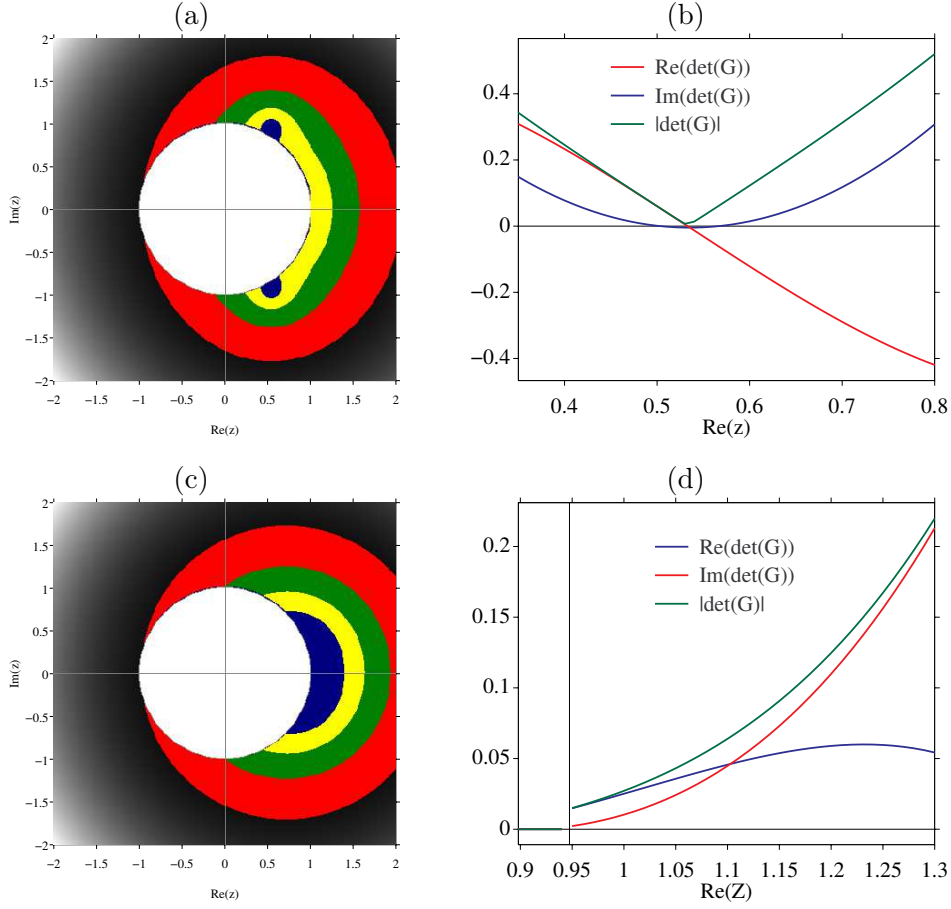 (a)
2
1.5
1
0.5
0
−0.5
−1
−1.5
−2
Im(z)
−2 −1.5 −1 −0.5 0 0.5 1 1.5 2
Re(z)
(b)
Re(det(G))
Im(det(G))
|det(G)|
0.4
0.2
0
−0.2
−0.4
0.4 0.5 0.6 0.7 0.8
Re(z)
(c)
2
1.5
1
0.5
0
−0.5
−1
−1.5
−2
Im(z)
−2 −1.5 −1 −0.5 0 0.5 1 1.5 2
Re(z)
(d)
Re(det(G))
Im(det(G))
|det(G)|
0.2
0.15
0.1
0.05
0
0.9 0.95 1 1.05 1.1 1.15 1.2 1.25 1.3
Re(Z)